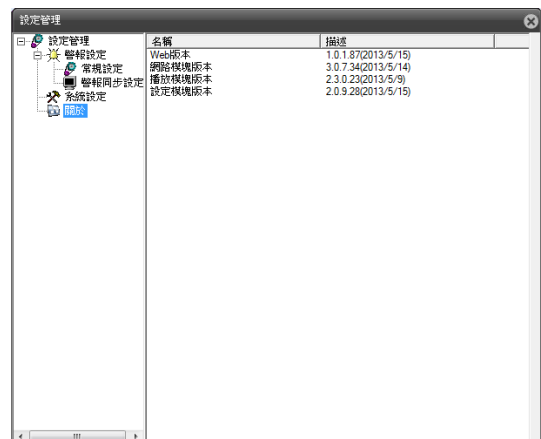 設定管理
設定管理
警報設定
常規設定
警報同步設定
系統設定
關於
名稱 描述
Web版本 1.0.1.87(2013/5/15)
網路模塊版本 3.0.7.34(2013/5/14)
播放模塊版本 2.3.0.23(2013/5/9)
設定模塊版本 2.0.9.28(2013/5/15)